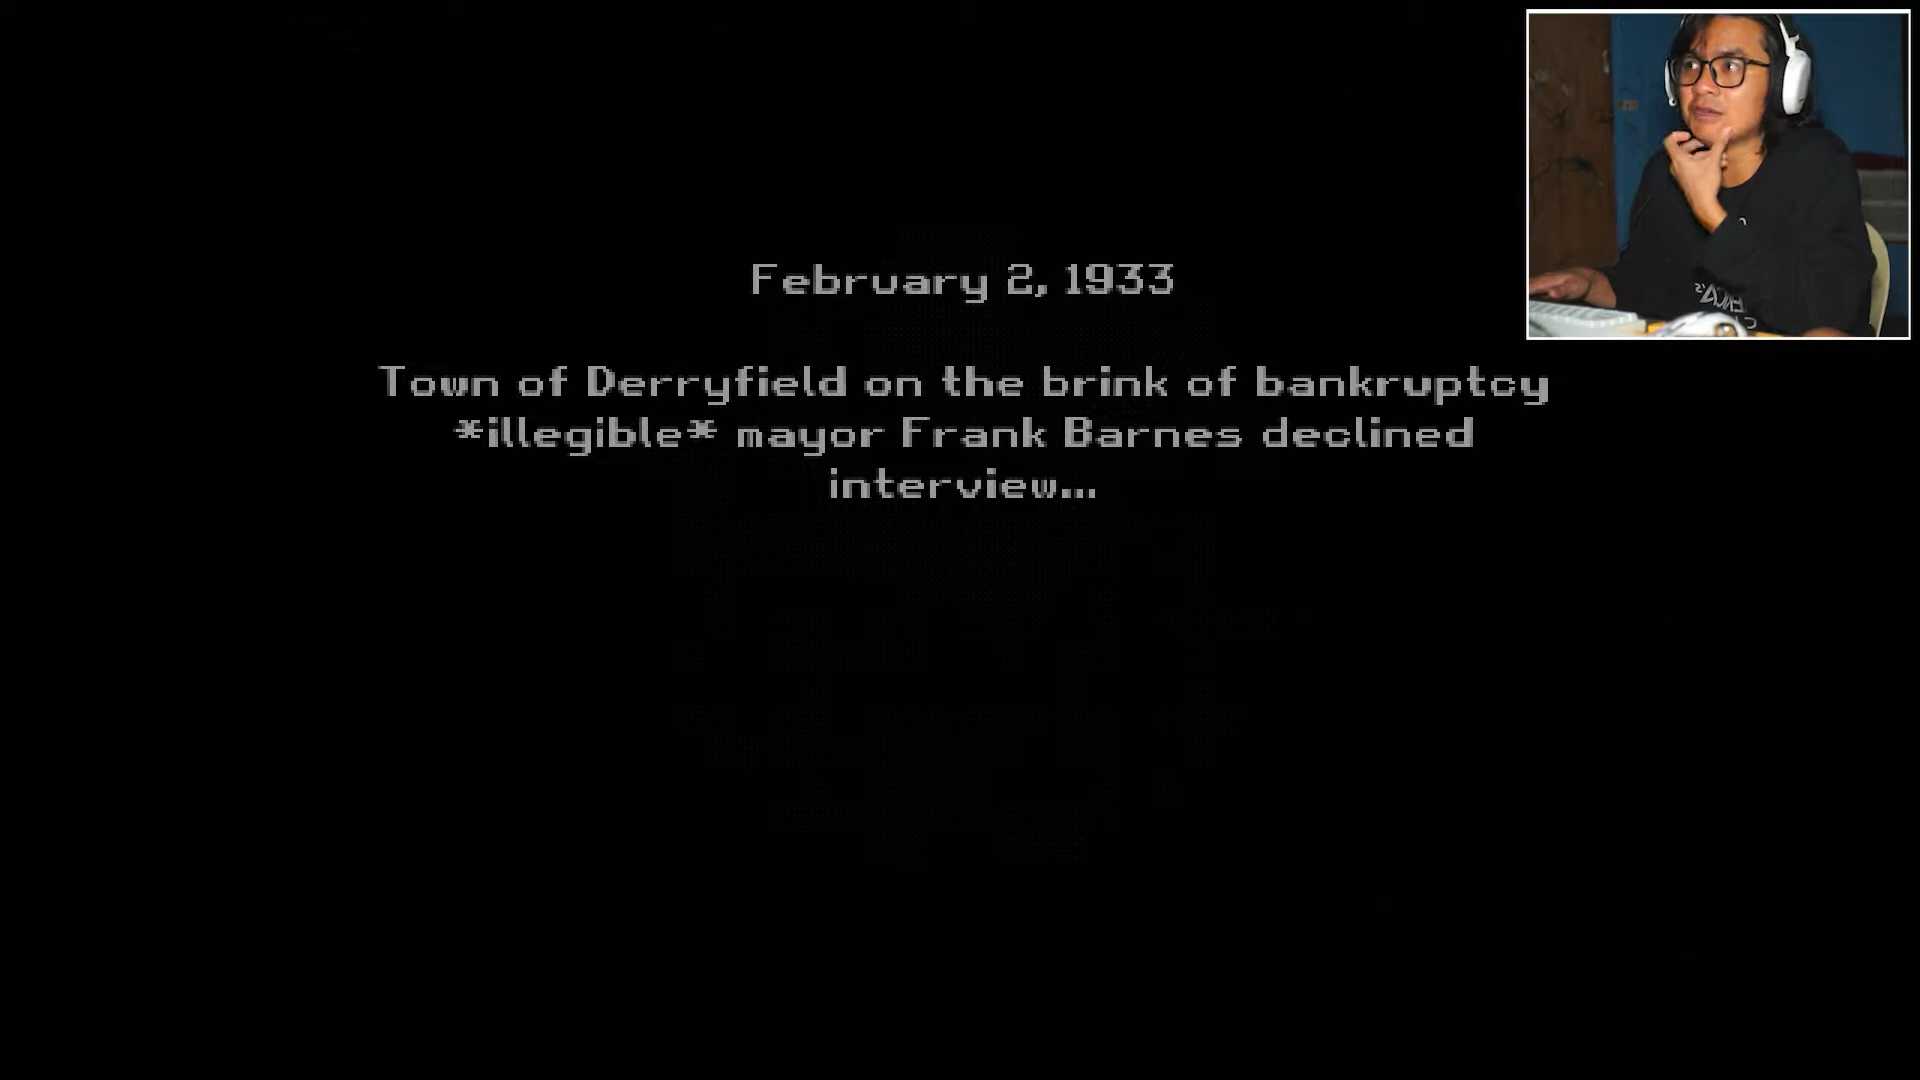 February 2, 1933
Town of Derryfield on the brink of bankruptcy
*illegible* mayor Frank Barnes declined
interview...